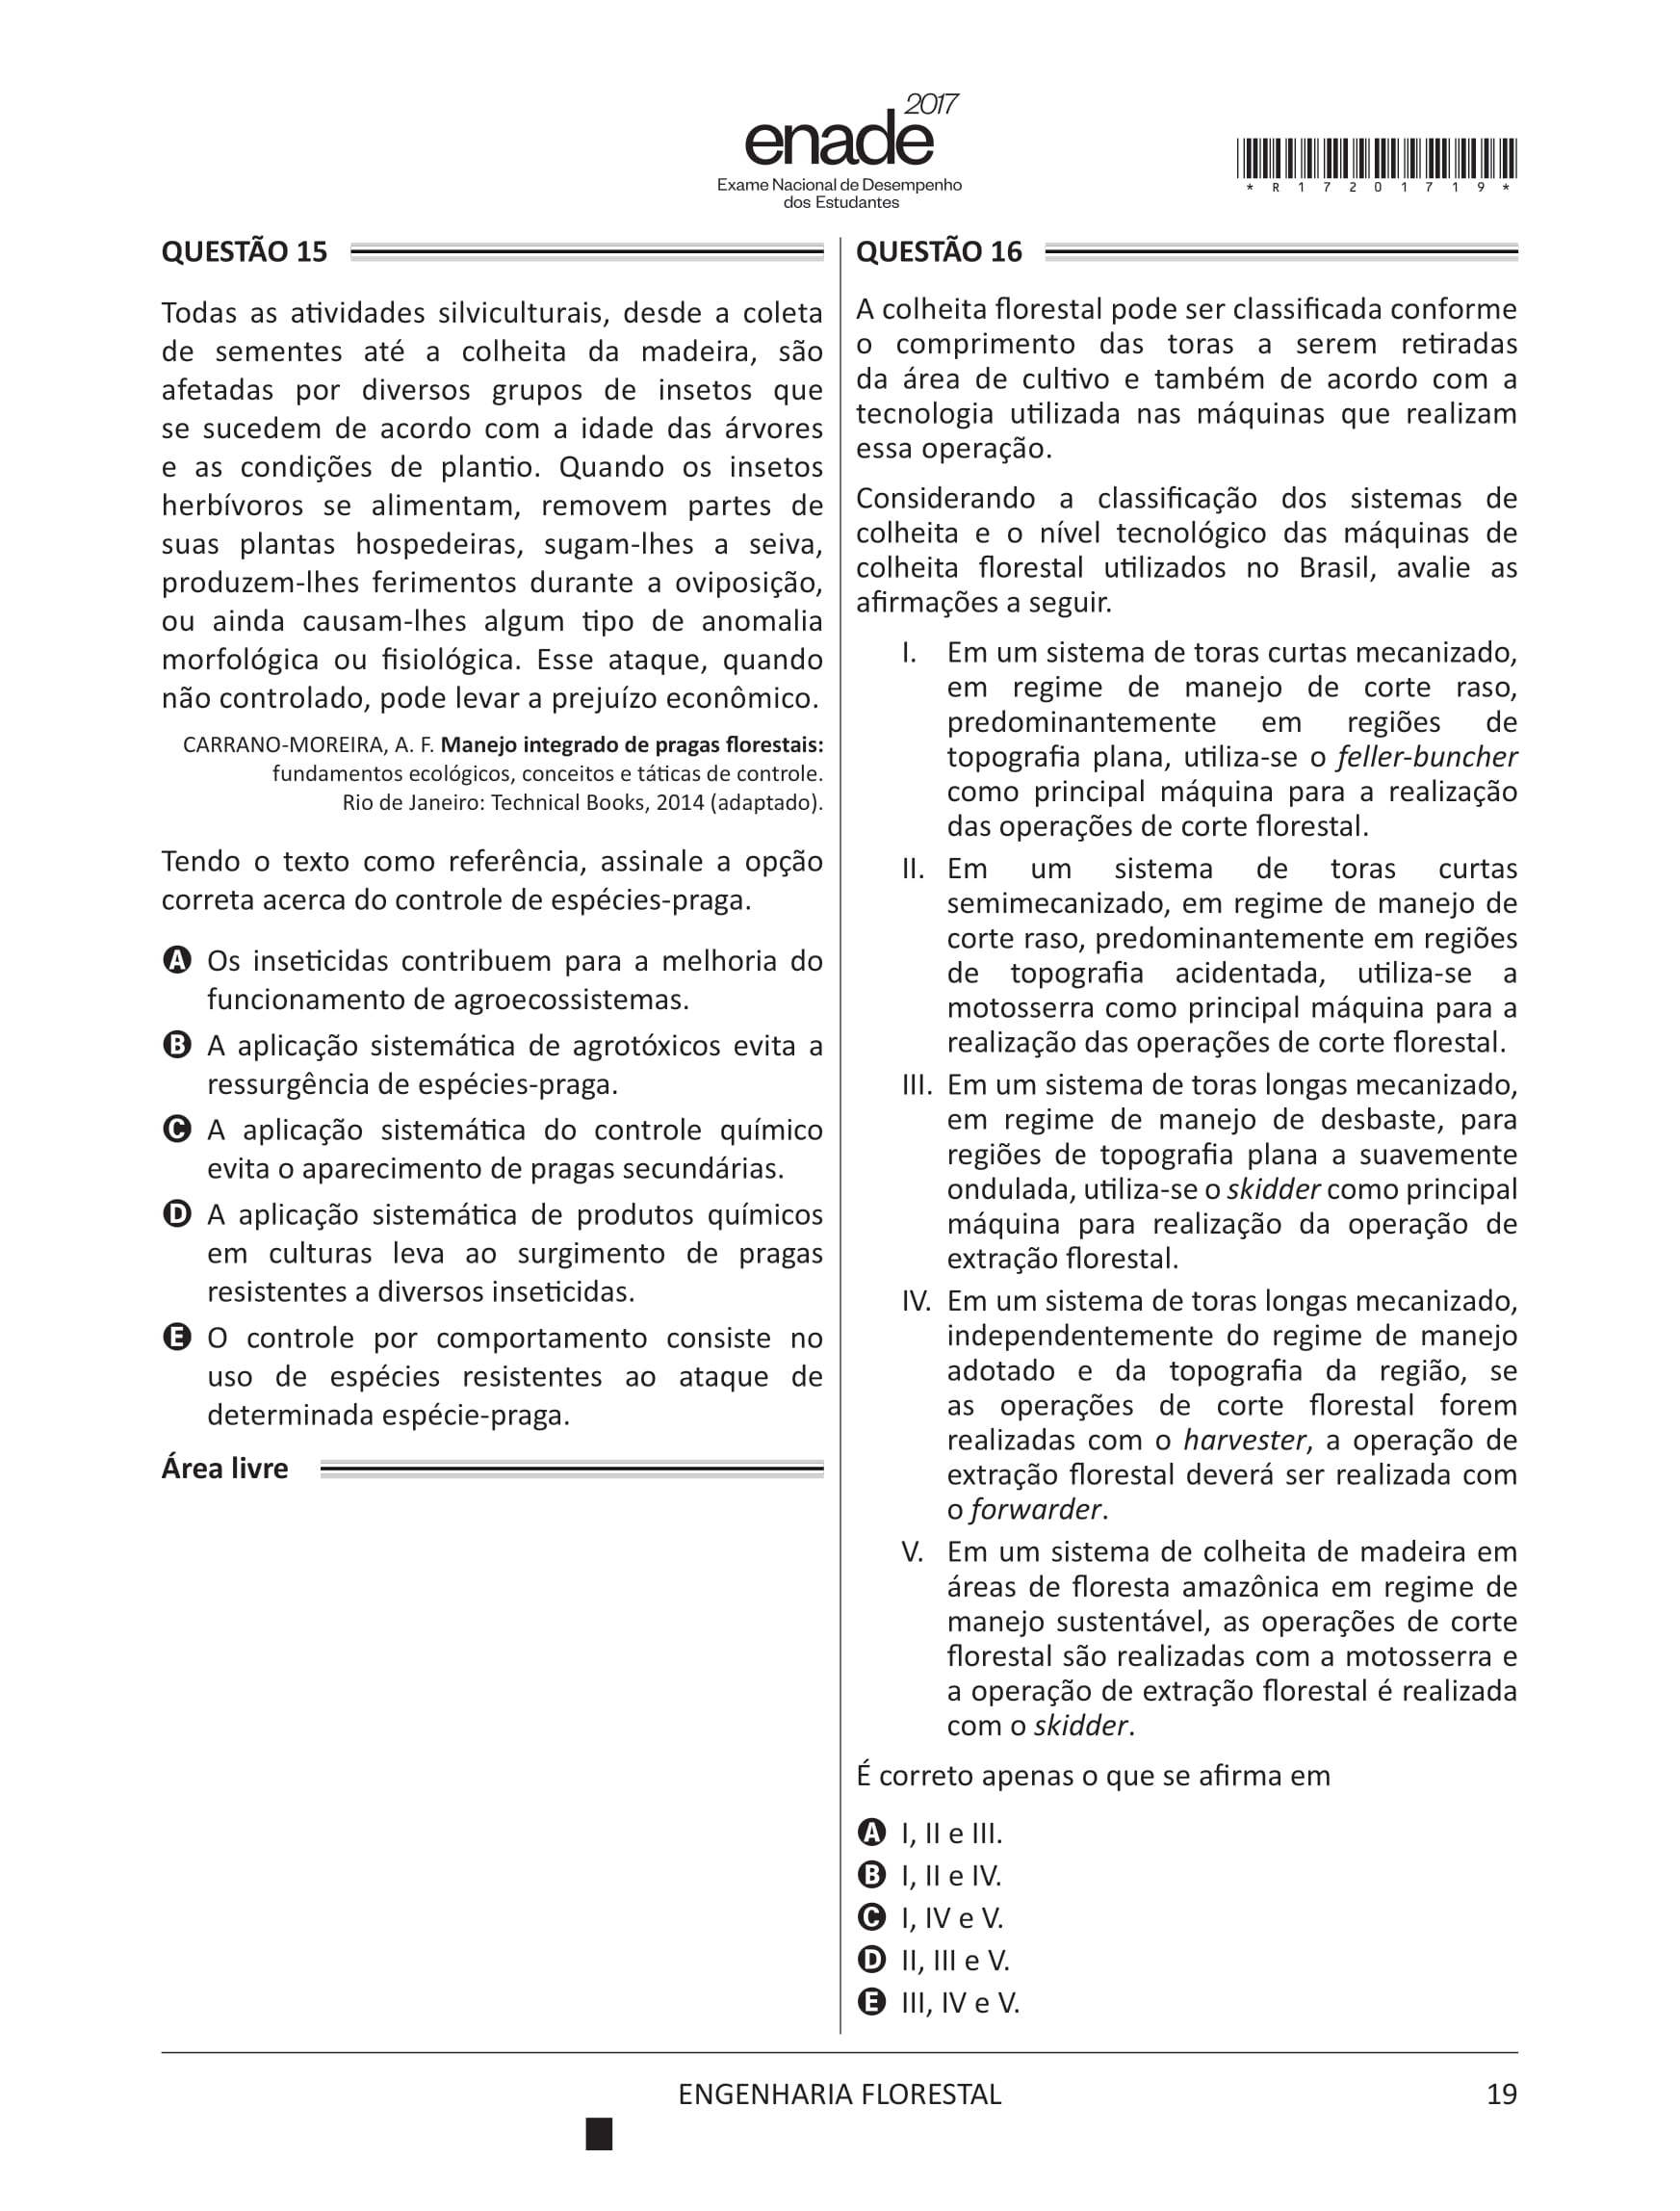 2017
enade
Exame Nacional de Desempenho
dos Estudantes
* R 1 7 2 0 1 7 1 9 *
QUESTÃO 15
Todas as atividades silviculturais, desde a coleta
de sementes até a colheita da madeira, são
afetadas por diversos grupos de insetos que
se sucedem de acordo com a idade das árvores
e as condições de plantio. Quando os insetos
herbívoros se alimentam, removem partes de
suas plantas hospedeiras, sugam-lhes a seiva,
produzem-lhes ferimentos durante a oviposição,
ou ainda causam-lhes algum tipo de anomalia
morfológica ou fisiológica. Esse ataque, quando
não controlado, pode levar a prejuízo econômico.
CARRANO-MOREIRA, A. F. Manejo integrado de pragas florestais:
fundamentos ecológicos, conceitos e táticas de controle.
Rio de Janeiro: Technical Books, 2014 (adaptado).
Tendo o texto como referência, assinale a opção
correta acerca do controle de espécies-praga.
A Os inseticidas contribuem para a melhoria do
funcionamento de agroecossistemas.
B A aplicação sistemática de agrotóxicos evita a
ressurgência de espécies-praga.
C A aplicação sistemática do controle químico
evita o aparecimento de pragas secundárias.
D A aplicação sistemática de produtos químicos
em culturas leva ao surgimento de pragas
resistentes a diversos inseticidas.
E O controle por comportamento consiste no
uso de espécies resistentes ao ataque de
determinada espécie-praga.
Área livre
QUESTÃO 16
A colheita florestal pode ser classificada conforme
o comprimento das toras a serem retiradas
da área de cultivo e também de acordo com a
tecnologia utilizada nas máquinas que realizam
essa operação.
Considerando a classificação dos sistemas de
colheita e o nível tecnológico das máquinas de
colheita florestal utilizados no Brasil, avalie as
afirmações a seguir.
I. Em um sistema de toras curtas mecanizado,
em regime de manejo de corte raso,
predominantemente em regiões de
topografia plana, utiliza-se o feller-buncher
como principal máquina para a realização
das operações de corte florestal.
II. Em um sistema de toras curtas
semimecanizado, em regime de manejo de
corte raso, predominantemente em regiões
de topografia acidentada, utiliza-se a
motosserra como principal máquina para a
realização das operações de corte florestal.
III. Em um sistema de toras longas mecanizado,
em regime de manejo de desbaste, para
regiões de topografia plana a suavemente
ondulada, utiliza-se o skidder como principal
máquina para realização da operação de
extração florestal.
IV. Em um sistema de toras longas mecanizado,
independentemente do regime de manejo
adotado e da topografia da região, se
as operações de corte florestal forem
realizadas com o harvester, a operação de
extração florestal deverá ser realizada com
o forwarder.
V. Em um sistema de colheita de madeira em
áreas de floresta amazônica em regime de
manejo sustentável, as operações de corte
florestal são realizadas com a motosserra e
a operação de extração florestal é realizada
com o skidder.
É correto apenas o que se afirma em
A I, II e III.
B I, II e IV.
C I, IV e V.
D II, III e V.
E III, IV e V.
ENGENHARIA FLORESTAL
19